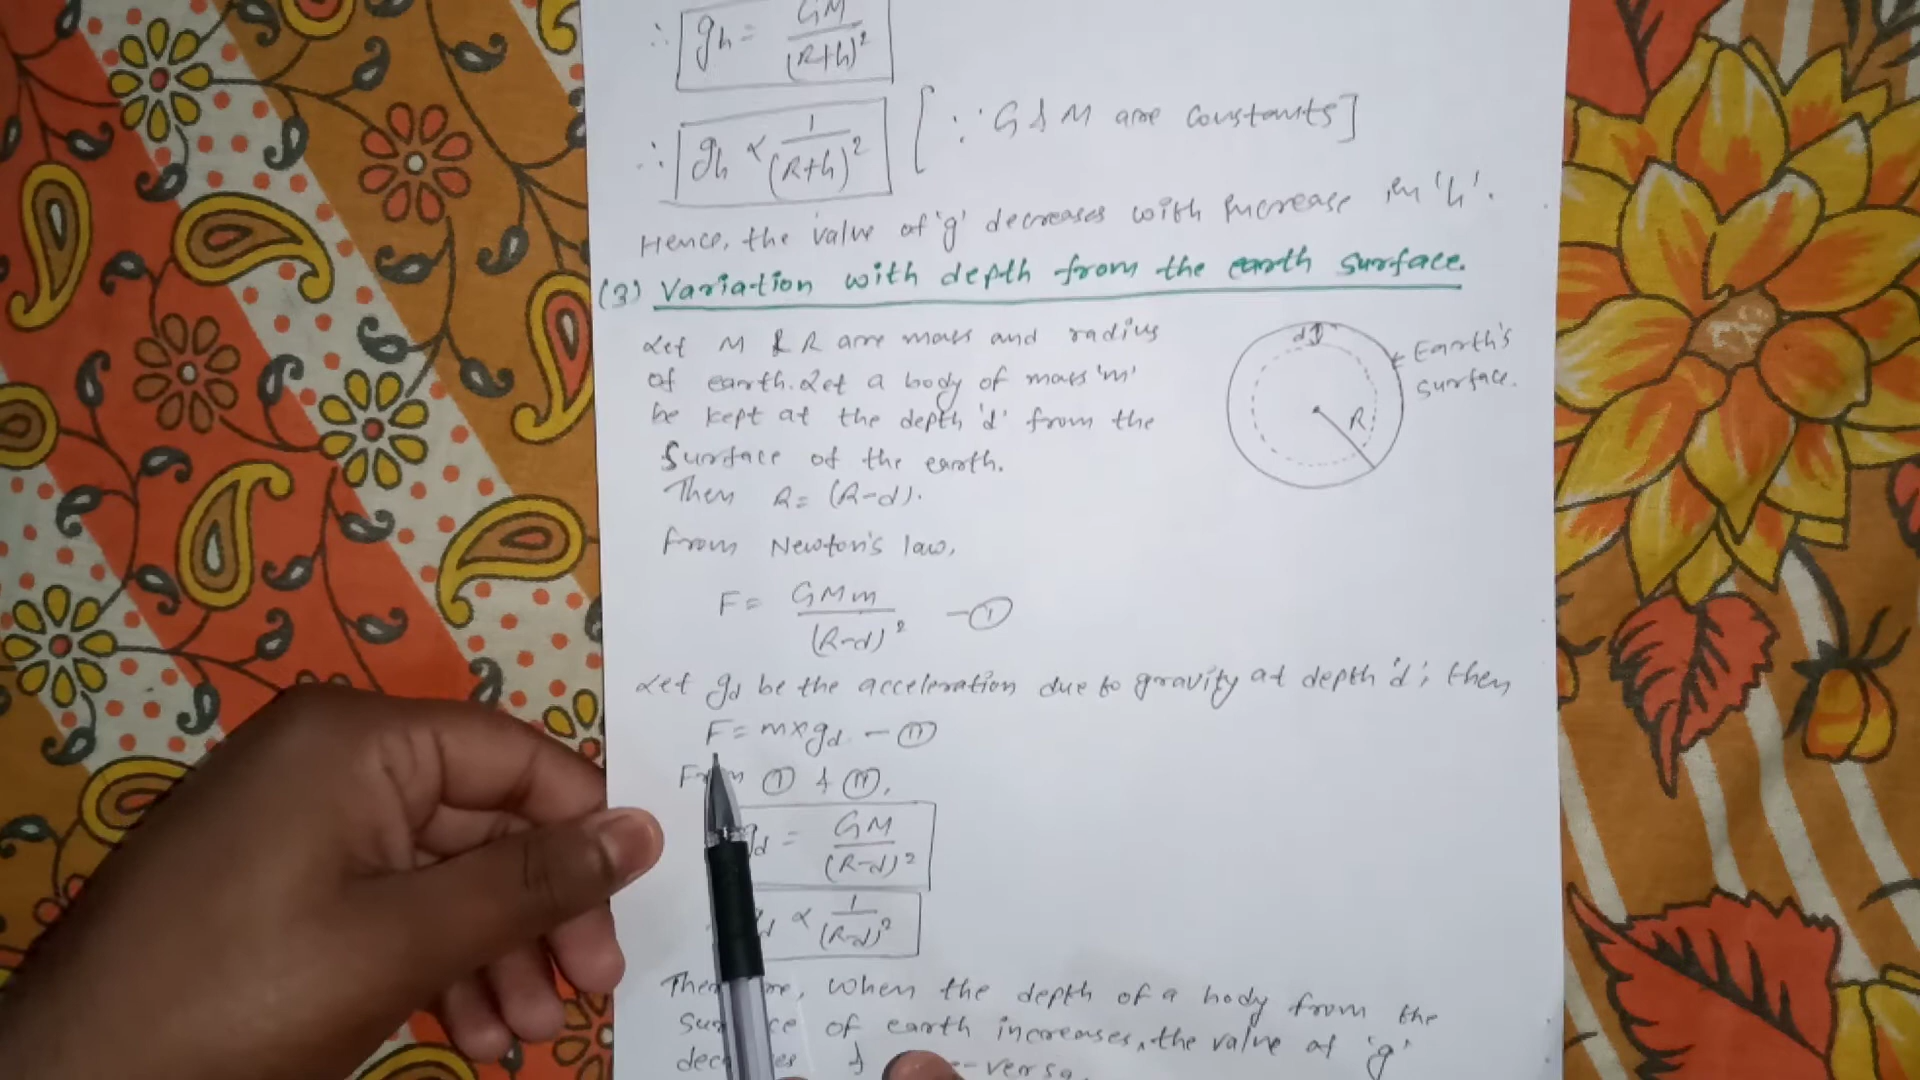 ∴ gh = GM/(R+h)²
∴ gh ∝ 1/(R+h)² [∵ G & M are constants]
Hence, the value of 'g' decreases with increase in 'h'.
(3) Variation with depth from the earth surface.
Let M & R are mass and radius
of earth. Let a body of mass 'm'
be kept at the depth 'd' from the
surface of the earth.
Then R = (R-d).
From Newton's law,
F = GMm/(R-d)² - (I)
d
R
Earth's
surface.
Let gd be the acceleration due to gravity at depth 'd'; then
F = m×gd - (II)
From (I) & (II),
gd = GM/(R-d)²
∝ 1/(R-d)²
when the depth of a body from the
of earth increases, the value of 'g'
& -versa.